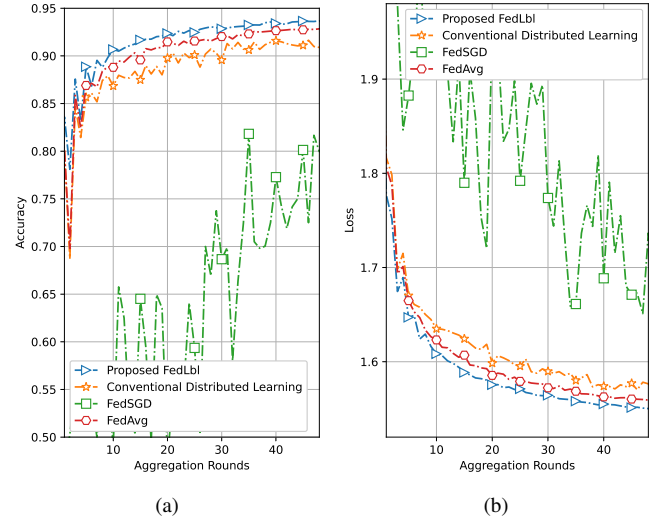 0.95
0.90
0.85
0.80
0.75
0.70
0.65
0.60
0.55
0.50
Accuracy
10
20
30
40
Aggregation Rounds
Proposed FedLbl
Conventional Distributed Learning
FedSGD
FedAvg
(a)
1.9
1.8
1.7
1.6
Loss
10
20
30
40
Aggregation Rounds
Proposed FedLbl
Conventional Distributed Learning
FedSGD
FedAvg
(b)